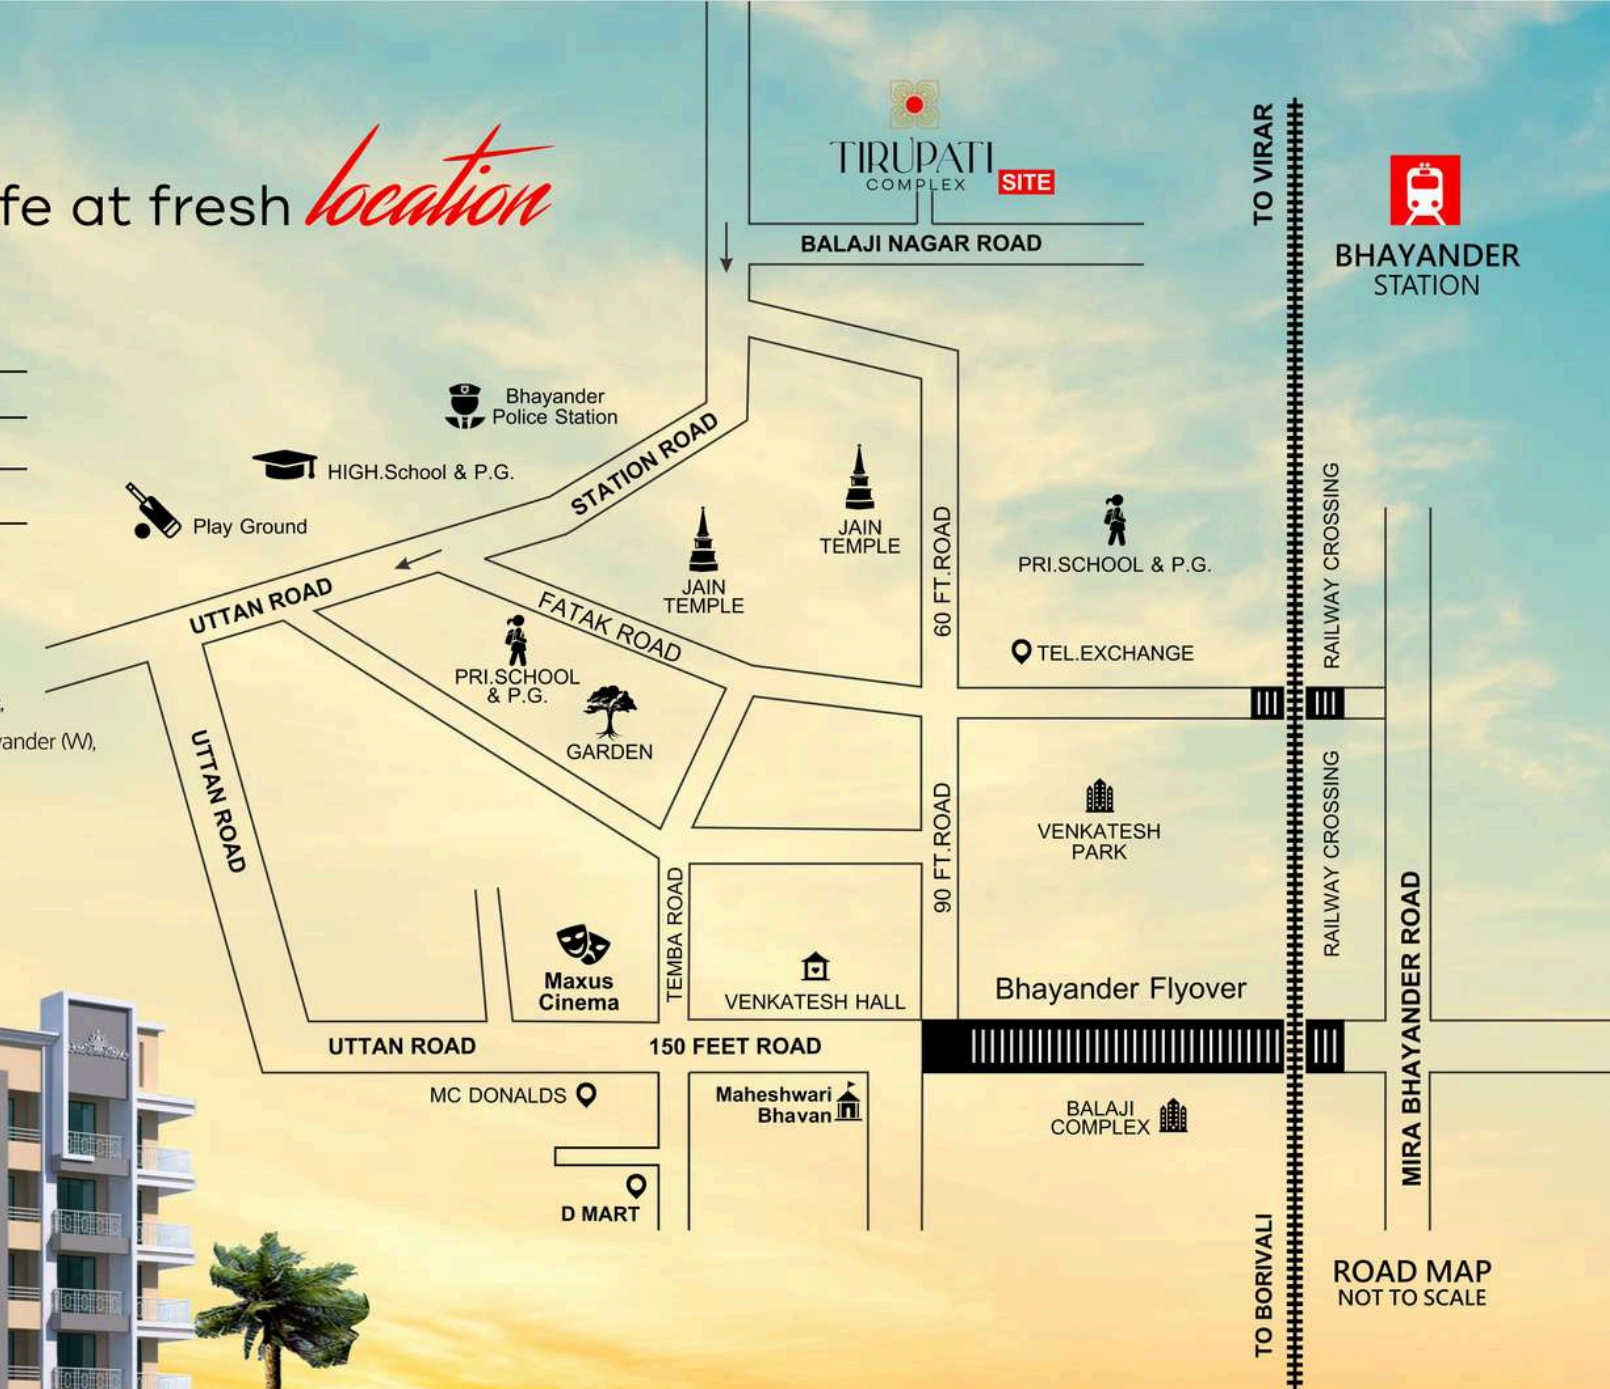 TIRUPATI
COMPLEX
SITE
fe at fresh location
BALAJI NAGAR ROAD
TO VIRAR
BHAYANDER
STATION
Bhayander
Police Station
STATION ROAD
HIGH.School & P.G.
Play Ground
JAIN
TEMPLE
JAIN
TEMPLE
60 FT.ROAD
PRI.SCHOOL & P.G.
RAILWAY CROSSING
UTTAN ROAD
FATAK ROAD
TEL.EXCHANGE
PRI.SCHOOL
& P.G.
GARDEN
ander (W),
UTTAN ROAD
90 FT.ROAD
VENKATESH
PARK
RAILWAY CROSSING
MIRA BHAYANDER ROAD
TEMBA ROAD
Maxus
Cinema
VENKATESH HALL
Bhayander Flyover
UTTAN ROAD
150 FEET ROAD
MC DONALDS
Maheshwari
Bhavan
BALAJI
COMPLEX
D MART
TO BORIVALI
ROAD MAP
NOT TO SCALE